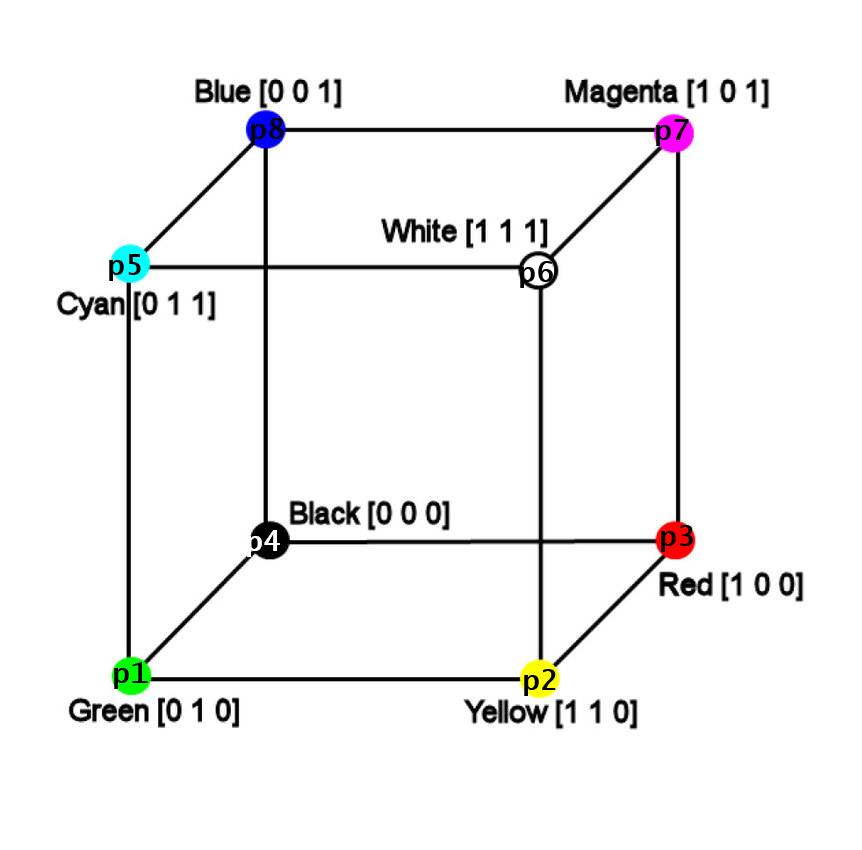 Blue [0 0 1]
Magenta [1 0 1]
p8
p7
White [1 1 1]
p5
p6
Cyan [0 1 1]
Black [0 0 0]
p4
p3
Red [1 0 0]
p1
p2
Green [0 1 0]
Yellow [1 1 0]